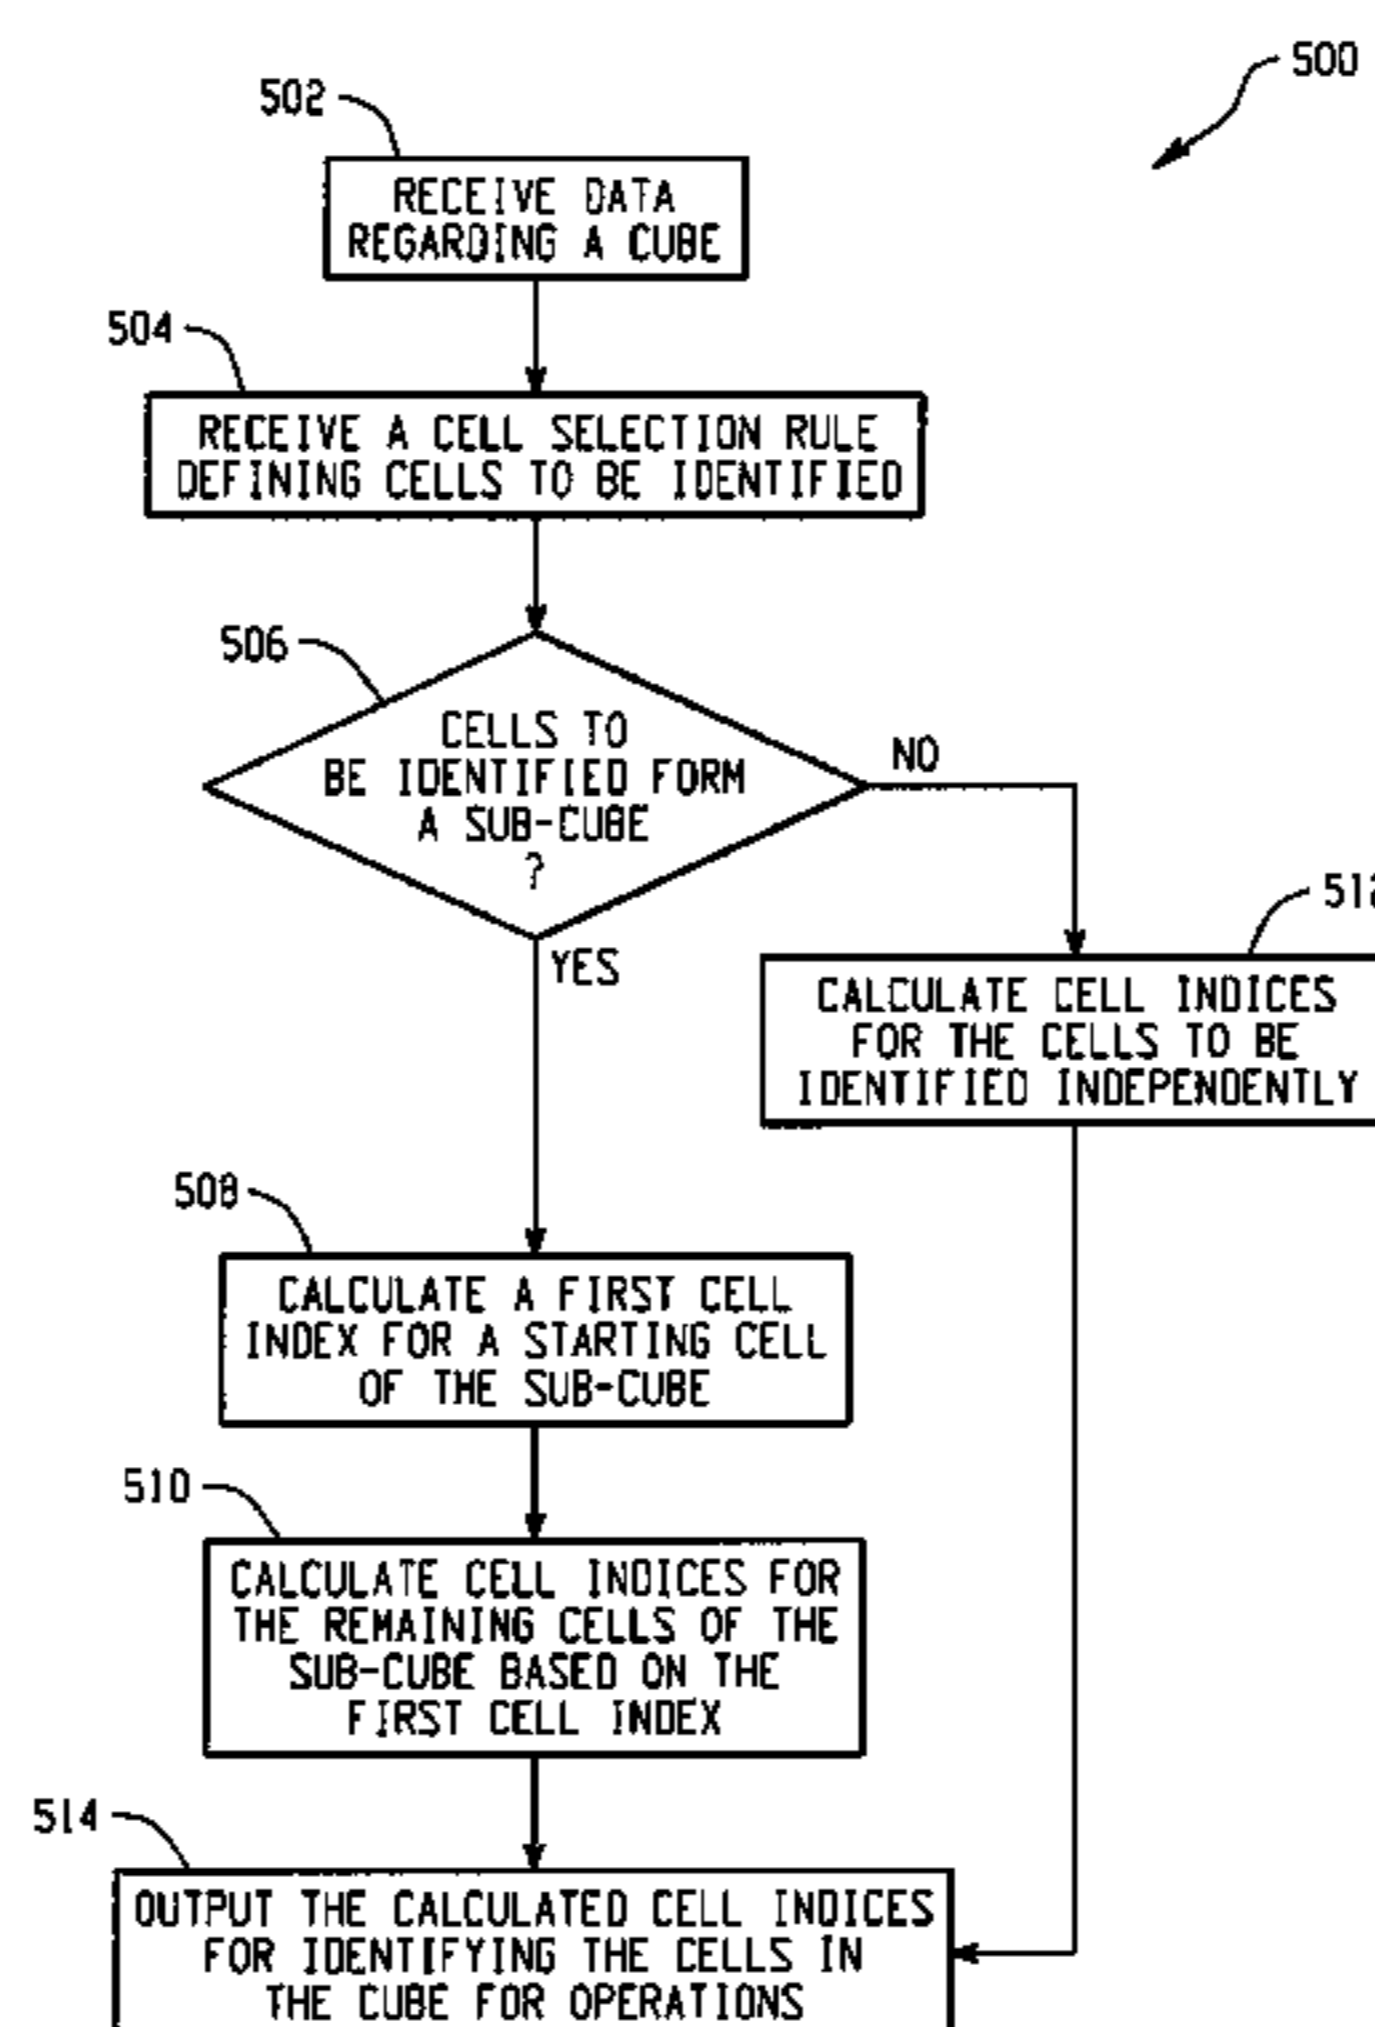 500
502
RECEIVE DATA
REGARDING A CUBE
504
RECEIVE A CELL SELECTION RULE
DEFINING CELLS TO BE IDENTIFIED
506
CELLS TO
BE IDENTIFIED FORM
A SUB-CUBE
?
NO
YES
CALCULATE CELL INDICES
FOR THE CELLS TO BE
IDENTIFIED INDEPENDENTLY
508
CALCULATE A FIRST CELL
INDEX FOR A STARTING CELL
OF THE SUB-CUBE
510
CALCULATE CELL INDICES FOR
THE REMAINING CELLS OF THE
SUB-CUBE BASED ON THE
FIRST CELL INDEX
514
OUTPUT THE CALCULATED CELL INDICES
FOR IDENTIFYING THE CELLS IN
THE CUBE FOR OPERATIONS